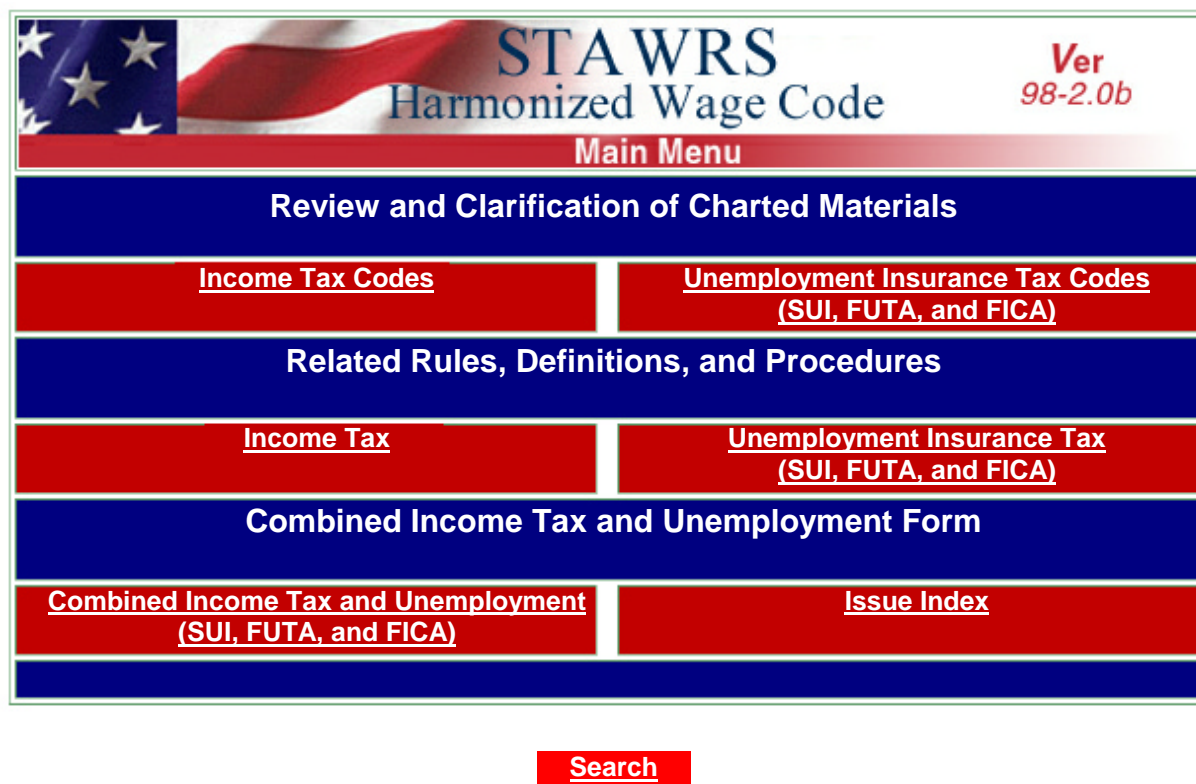 STAWRS
Harmonized Wage Code
Ver
98-2.0b
Main Menu
Review and Clarification of Charted Materials
Income Tax Codes
Unemployment Insurance Tax Codes
(SUI, FUTA, and FICA)
Related Rules, Definitions, and Procedures
Income Tax
Unemployment Insurance Tax
(SUI, FUTA, and FICA)
Combined Income Tax and Unemployment Form
Combined Income Tax and Unemployment
(SUI, FUTA, and FICA)
Issue Index
Search